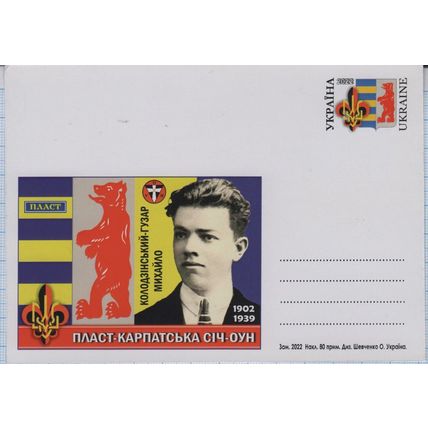 УКРАЇНА
2022
UKRAINE
ПЛАСТ
КОЛОДЗІНСЬКИЙ-ГУЗАР
МИХАЙЛО
1902
1939
ПЛАСТ-КАРПАТСЬКА СІЧ-ОУН
Зам. 2022 Накл. 80 прим. Диз. Шевченко О. Україна.